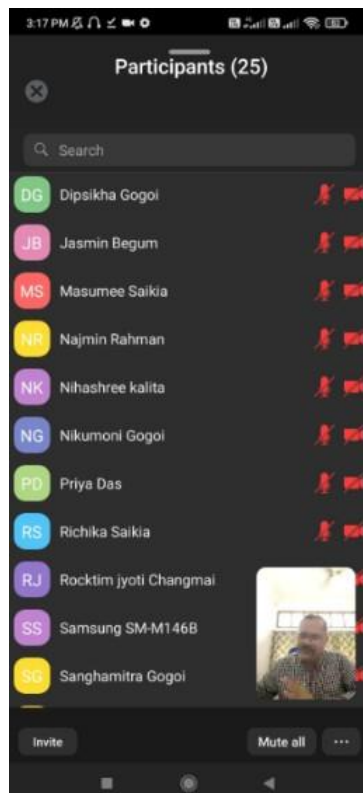 3:17 PM
Participants (25)
Search
DG Dipsikha Gogoi
JB Jasmin Begum
MS Masumee Saikia
NR Najmin Rahman
NK Nihashree kalita
NG Nikumoni Gogoi
PD Priya Das
RS Richika Saikia
RJ Rocktim jyoti Changmai
SS Samsung SM-M146B
SG Sanghamitra Gogoi
Invite Mute all ...